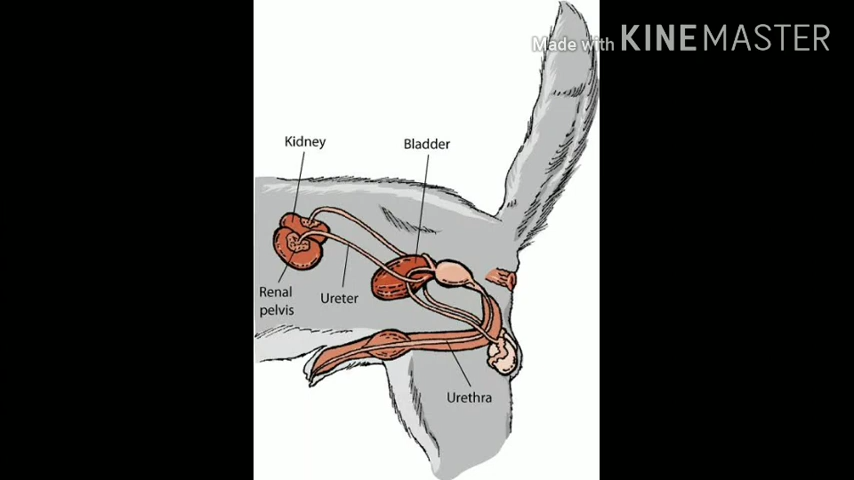 Made with KINEMASTER
Kidney
Bladder
Renal
pelvis
Ureter
Urethra